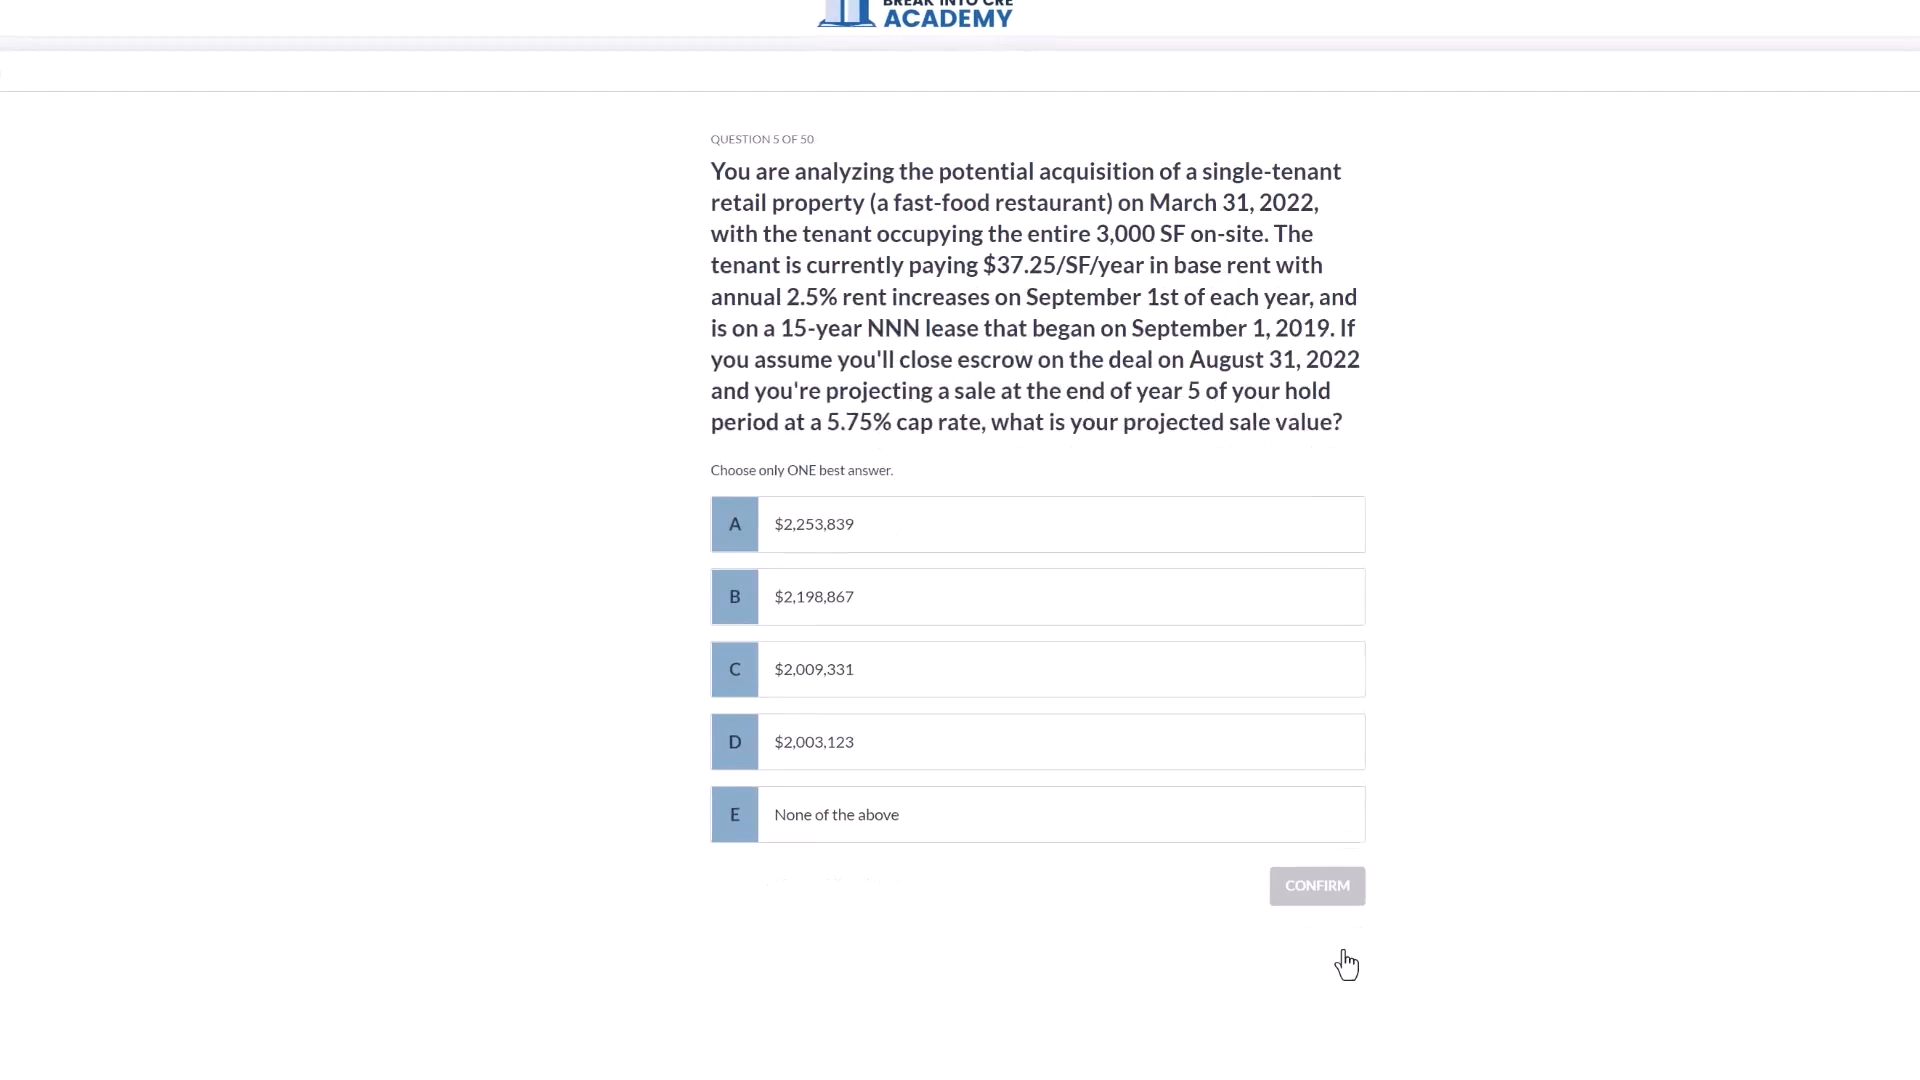 BREAK INTO CRE
ACADEMY
QUESTION 5 OF 50
You are analyzing the potential acquisition of a single-tenant
retail property (a fast-food restaurant) on March 31, 2022,
with the tenant occupying the entire 3,000 SF on-site. The
tenant is currently paying $37.25/SF/year in base rent with
annual 2.5% rent increases on September 1st of each year, and
is on a 15-year NNN lease that began on September 1, 2019. If
you assume you'll close escrow on the deal on August 31, 2022
and you're projecting a sale at the end of year 5 of your hold
period at a 5.75% cap rate, what is your projected sale value?
Choose only ONE best answer.
A $2,253,839
B $2,198,867
C $2,009,331
D $2,003,123
E None of the above
CONFIRM